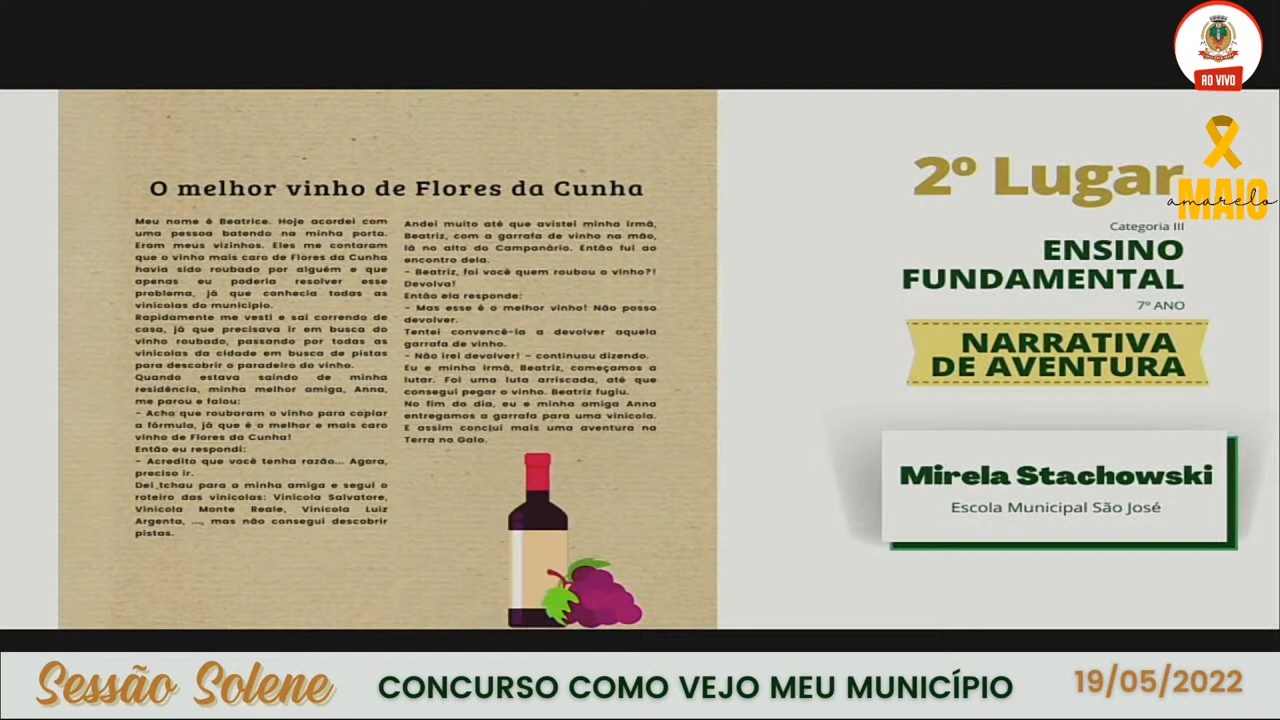 AO VIVO
MAIO
amarelo
O melhor vinho de Flores da Cunha
Meu nome é Beatrice. Hoje acordei com
uma pessoa batendo na minha porta.
Eram meus vizinhos. Eles me contaram
que o vinho mais caro de Flores da Cunha
havia sido roubado por alguém e que
apenas eu poderia resolver esse
problema, já que conhecia todas as
vinícolas do município.
Rapidamente me vesti e saí correndo de
casa, já que precisava ir em busca do
vinho roubado, passando por todas as
vinícolas da cidade em busca de pistas
para descobrir o paradeiro do vinho.
Quando estava saindo de minha
residência, minha melhor amiga, Anna,
me parou e falou:
- Acho que roubaram o vinho para copiar
a fórmula, já que é o melhor e mais caro
vinho de Flores da Cunha!
Então eu respondi:
- Acredito que você tenha razão... Agora,
preciso ir.
Dei tchau para a minha amiga e segui o
roteiro das vinícolas: Vinícola Salvatore,
Vinícola Monte Reale, Vinícola Luiz
Argenta, ..., mas não consegui descobrir
pistas.
Andei muito até que avistei minha irmã,
Beatriz, com a garrafa de vinho na mão,
lá no alto do Campanário. Então fui ao
encontro dela.
- Beatriz, foi você quem roubou o vinho?!
Devolva!
Então ela responde:
- Mas esse é o melhor vinho! Não posso
devolver.
Tentei convencê-la a devolver aquela
garrafa de vinho.
- Não irei devolver! – continuou dizendo.
Eu e minha irmã, Beatriz, começamos a
lutar. Foi uma luta arriscada, até que
consegui pegar o vinho. Beatriz fugiu.
No fim do dia, eu e minha amiga Anna
entregamos a garrafa para uma vinícola.
E assim conclui mais uma aventura na
Terra no Galo.
2º Lugar
Categoria III
ENSINO
FUNDAMENTAL
7º ANO
NARRATIVA
DE AVENTURA
Mirela Stachowski
Escola Municipal São José
Sessão Solene
CONCURSO COMO VEJO MEU MUNICÍPIO
19/05/2022